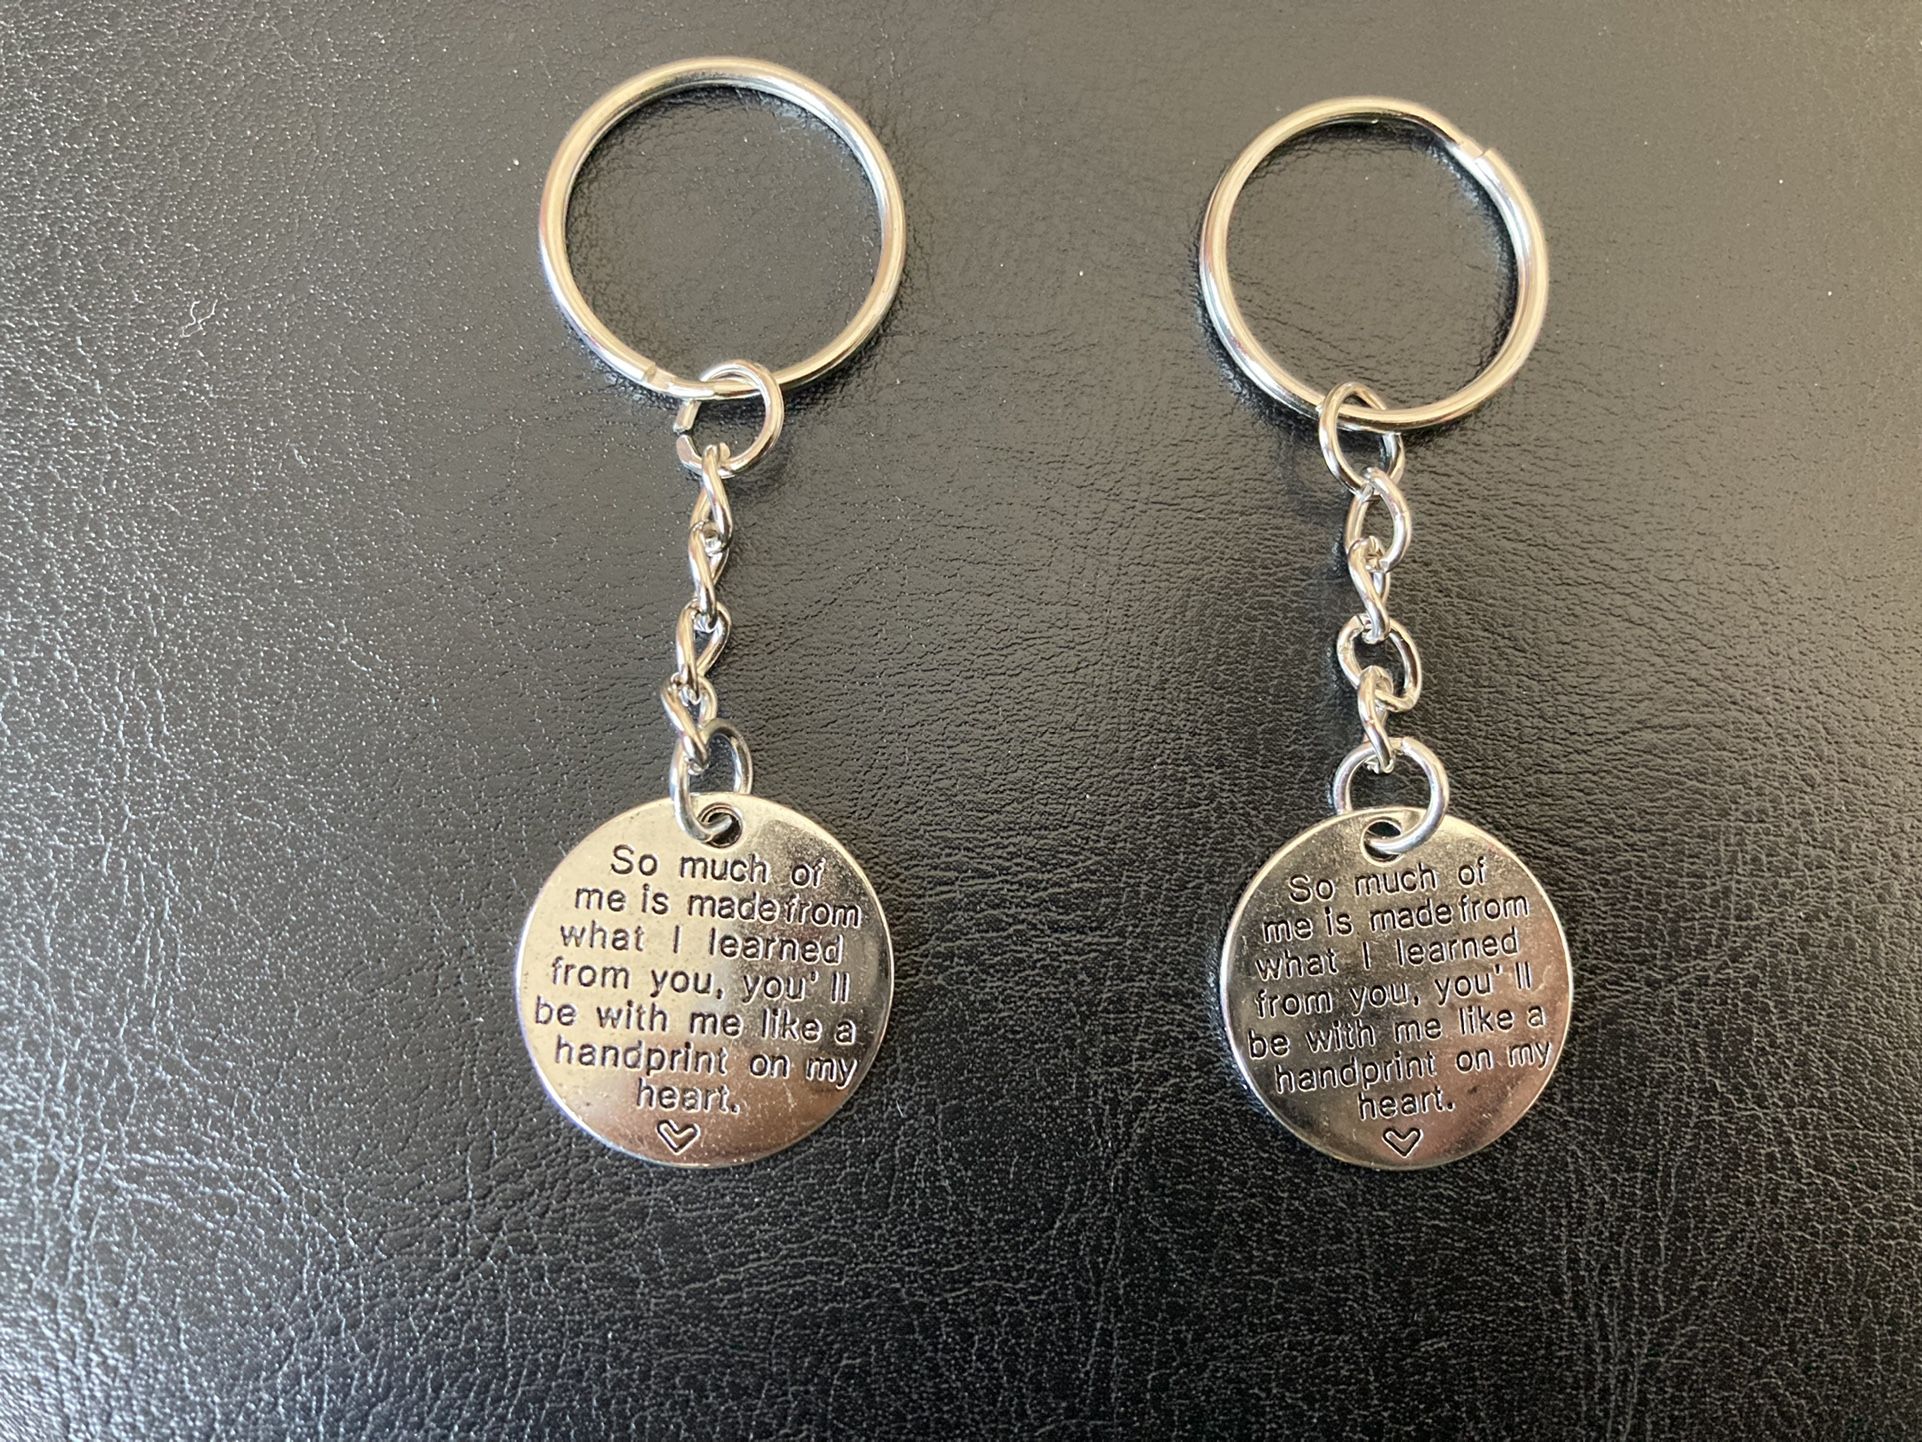 So much of
me is made from
what I learned
from you, you'll
be with me like a
handprint on my
heart.
So much of
me is made from
what I learned
from you, you'll
be with me like a
handprint on my
heart.